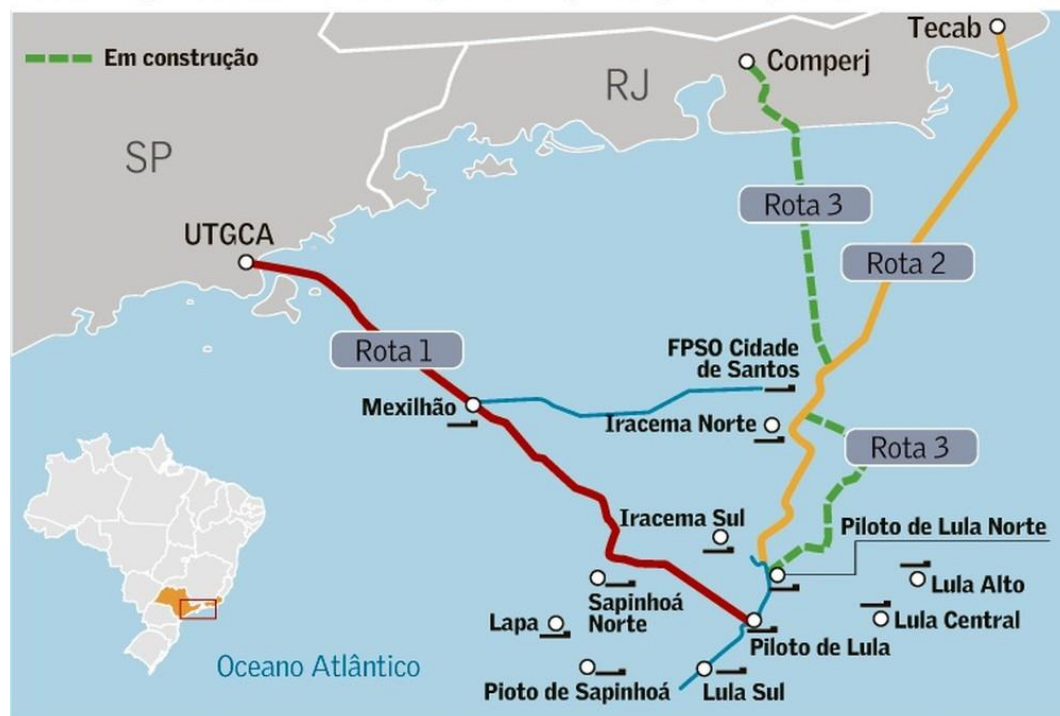 Tecab
Em construção
Comperj
RJ
SP
Rota 3
UTGCA
Rota 2
Rota 1
FPSO Cidade
de Santos
Mexilhão
Iracema Norte
Rota 3
Iracema Sul
Piloto de Lula Norte
Lula Alto
Sapinhoá
Norte
Lapa
Lula Central
Piloto de Lula
Oceano Atlântico
Pioto de Sapinhoá
Lula Sul